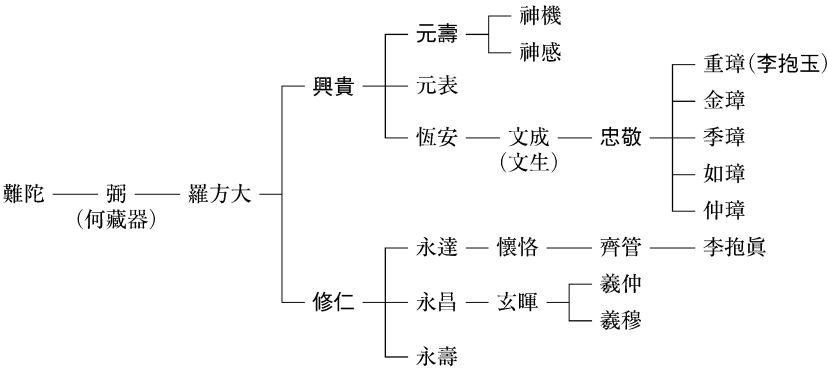 神機
元壽
神感
重璋(李抱玉)
興貴
元表
金璋
恆安
文成
(文生)
忠敬
季璋
如璋
難陀
弼
(何藏器)
羅方大
仲璋
永達
懷恪
齊管
李抱眞
義仲
修仁
永昌
玄暉
義穆
永壽